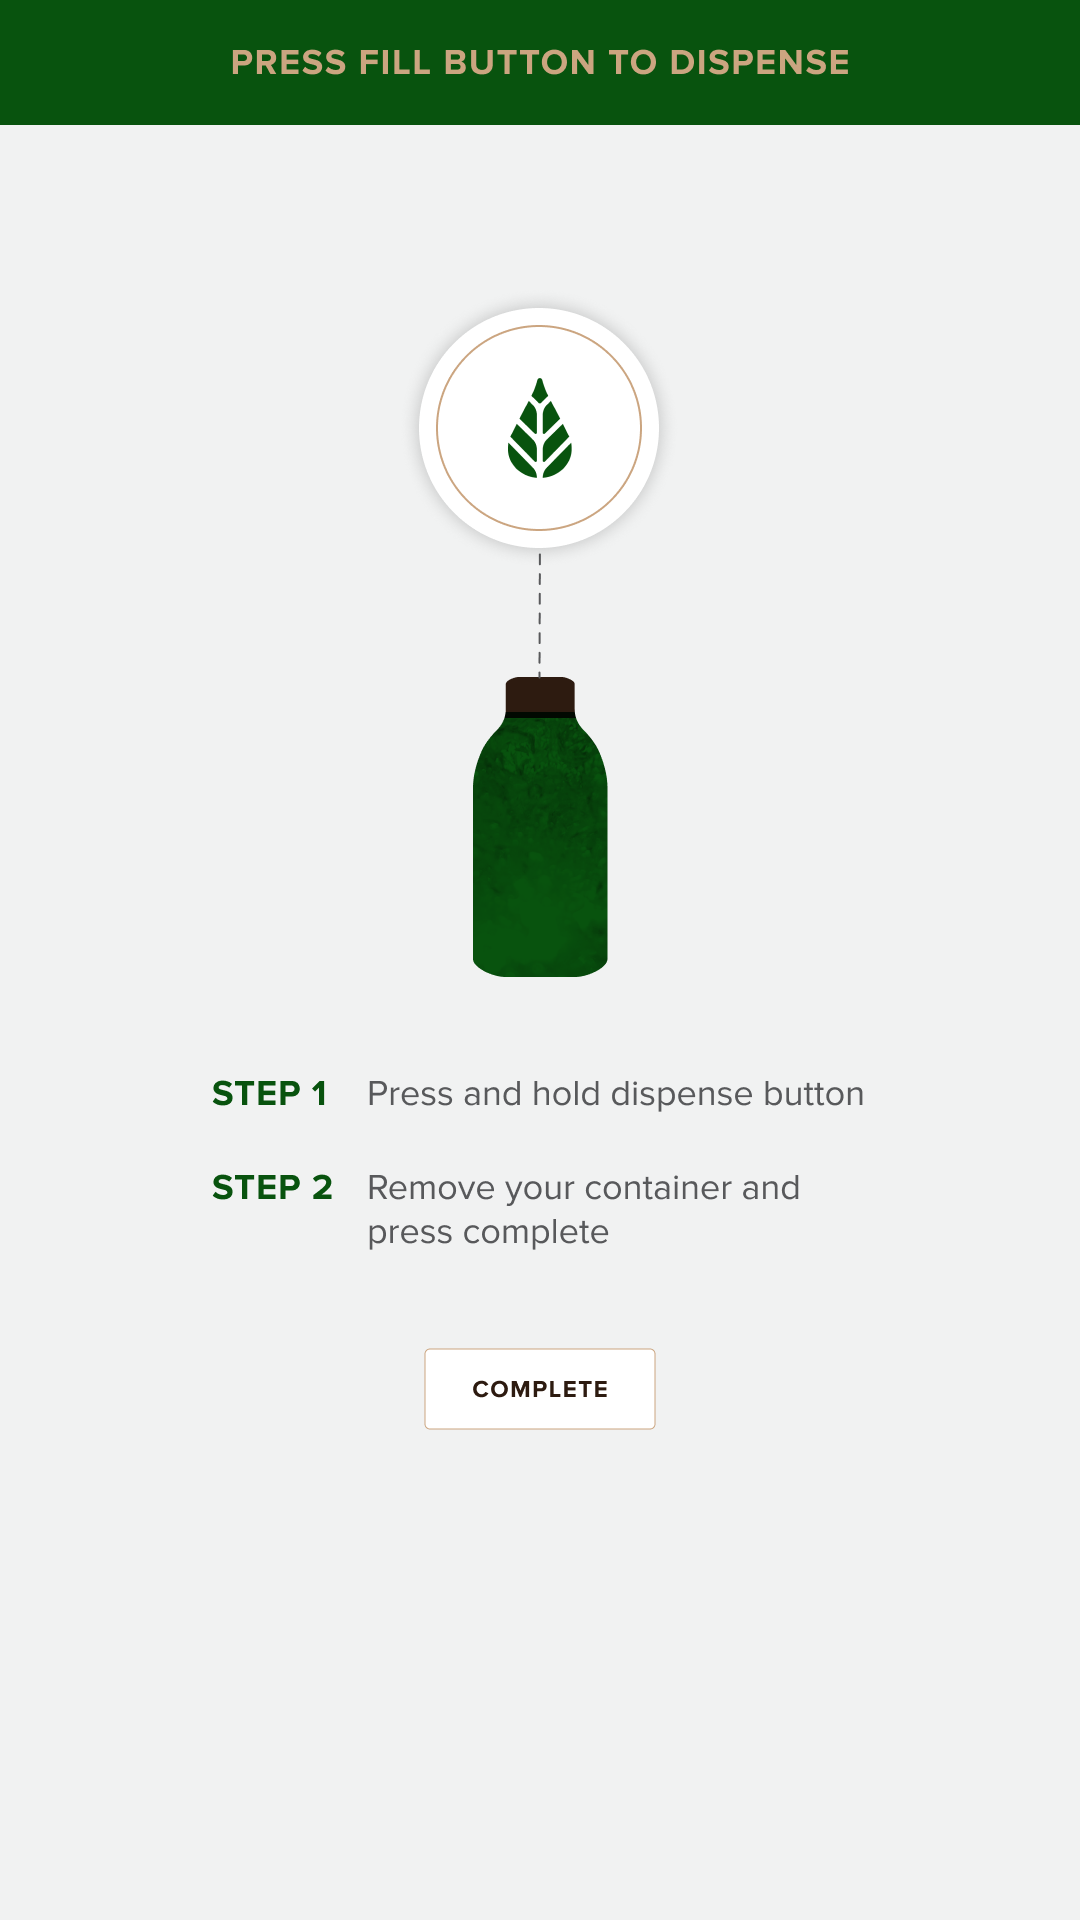 PRESS FILL BUTTON TO DISPENSE
STEP 1 Press and hold dispense button
STEP 2 Remove your container and
press complete
COMPLETE